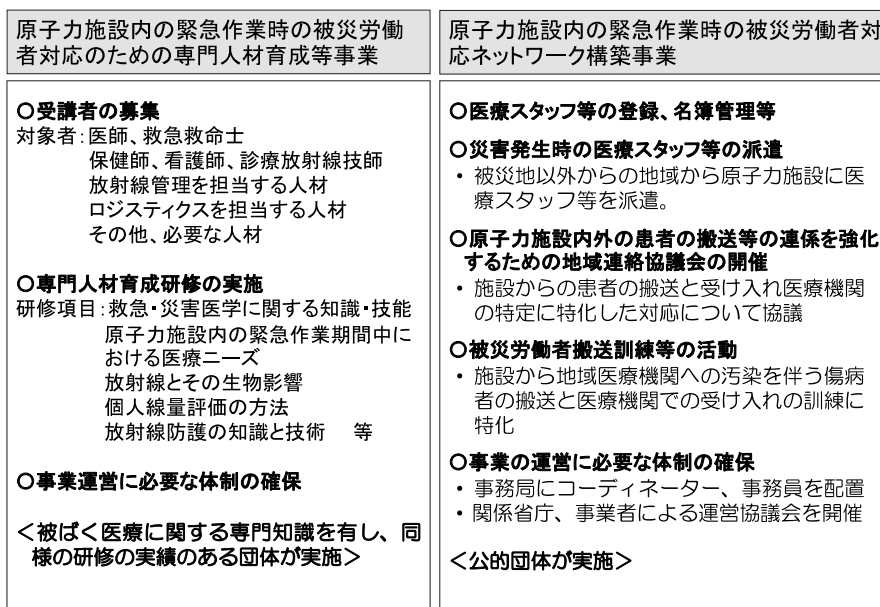 原子力施設内の緊急作業時の被災労働
者対応のための専門人材育成等事業
○受講者の募集
対象者:医師、救急救命士
保健師、看護師、診療放射線技師
放射線管理を担当する人材
ロジスティクスを担当する人材
その他、必要な人材
○専門人材育成研修の実施
研修項目:救急・災害医学に関する知識・技能
原子力施設内の緊急作業期間中に
おける医療ニーズ
放射線とその生物影響
個人線量評価の方法
放射線防護の知識と技術 等
○事業運営に必要な体制の確保
<被ばく医療に関する専門知識を有し、同
様の研修の実績のある団体が実施>
原子力施設内の緊急作業時の被災労働者対
応ネットワーク構築事業
○医療スタッフ等の登録、名簿管理等
○災害発生時の医療スタッフ等の派遣
・ 被災地以外からの地域から原子力施設に医
療スタッフ等を派遣。
○原子力施設内外の患者の搬送等の連係を強化
するための地域連絡協議会の開催
・ 施設からの患者の搬送と受け入れ医療機関
の特定に特化した対応について協議
○被災労働者搬送訓練等の活動
・ 施設から地域医療機関への汚染を伴う傷病
者の搬送と医療機関での受け入れの訓練に
特化
○事業の運営に必要な体制の確保
・ 事務局にコーディネーター、事務員を配置
・ 関係省庁、事業者による運営協議会を開催
<公的団体が実施>